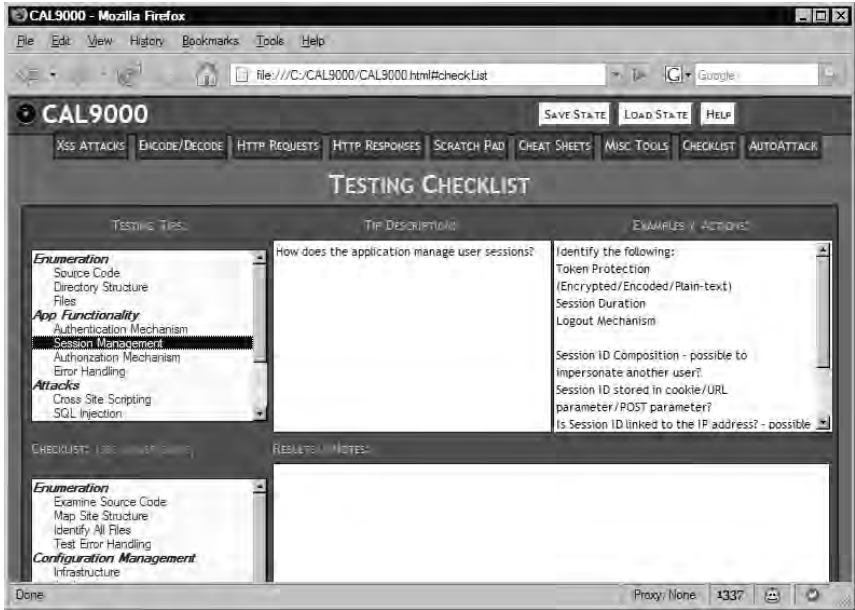 CAL9000 - Mozilla Firefox
File Edit View History Bookmarks Tools Help
file:///C:/CAL9000/CAL9000.html#checkList
Google
CAL9000
SAVE STATE LOAD STATE HELP
XSS ATTACKS ENCODE/DECODE HTTP REQUESTS HTTP RESPONSES SCRATCH PAD CHEAT SHEETS MISC TOOLS CHECKLIST AUTOATTACK
TESTING CHECKLIST
TESTING TIPS: TIP DESCRIPTION: EXAMPLES / ACTIONS:
Enumeration
Source Code
Directory Structure
Files
App Functionality
Authentication Mechanism
Session Management
Authorization Mechanism
Error Handling
Attacks
Cross Site Scripting
SQL Injection
How does the application manage user sessions?
Identify the following:
Token Protection
(Encrypted/Encoded/Plain-text)
Session Duration
Logout Mechanism
Session ID Composition - possible to
impersonate another user?
Session ID stored in cookie/URL
parameter/POST parameter?
Is Session ID linked to the IP address? - possible
CHECKLIST:
RESULTS / NOTES:
Enumeration
Examine Source Code
Map Site Structure
Identify All Files
Test Error Handling
Configuration Management
Infrastructure
Done Proxy: None 1337